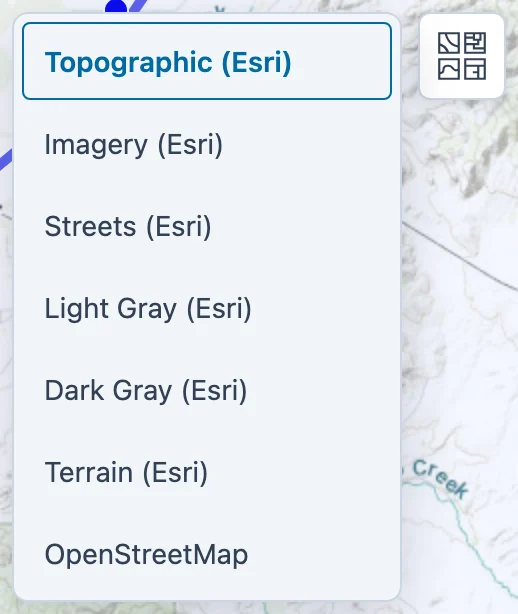 Topographic (Esri)
Imagery (Esri)
Streets (Esri)
Light Gray (Esri)
Dark Gray (Esri)
Terrain (Esri)
Creek
OpenStreetMap